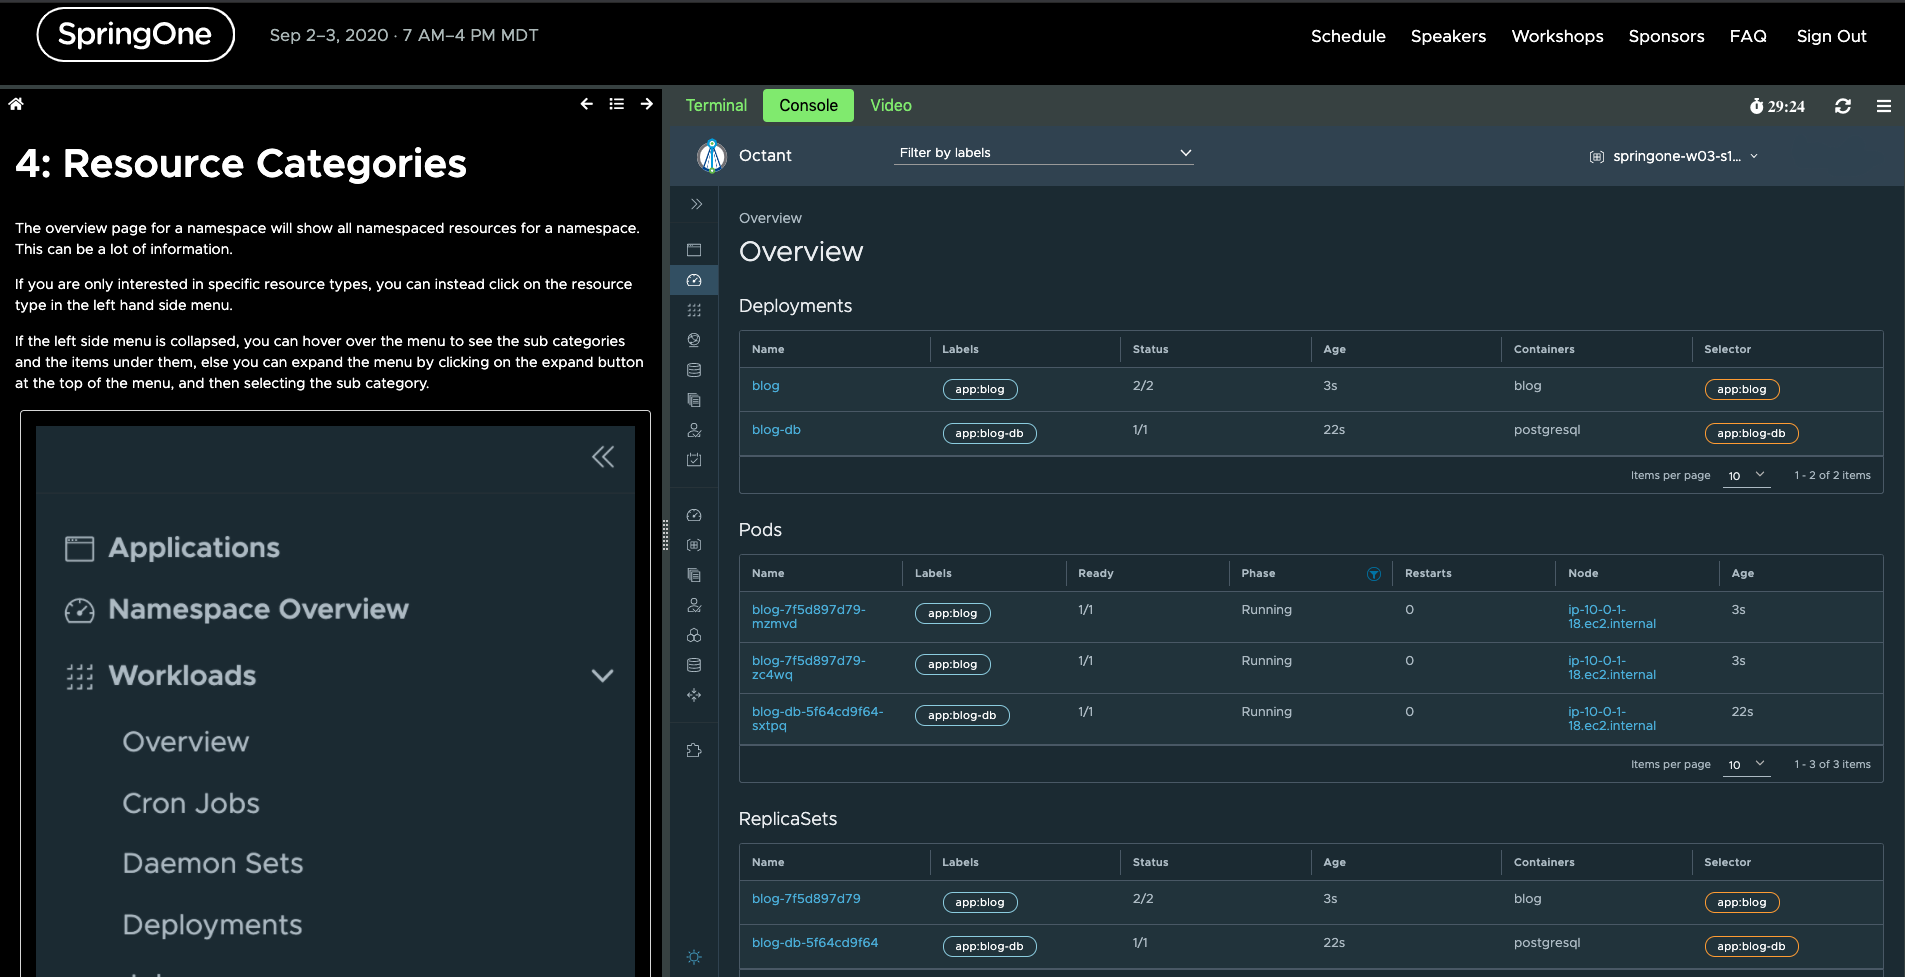 SpringOne
Sep 2–3, 2020 · 7 AM–4 PM MDT
Schedule Speakers Workshops Sponsors FAQ Sign Out
4: Resource Categories
The overview page for a namespace will show all namespaced resources for a namespace.
This can be a lot of information.
If you are only interested in specific resource types, you can instead click on the resource
type in the left hand side menu.
If the left side menu is collapsed, you can hover over the menu to see the sub categories
and the items under them, else you can expand the menu by clicking on the expand button
at the top of the menu, and then selecting the sub category.
Applications
Namespace Overview
Workloads
Overview
Cron Jobs
Daemon Sets
Deployments
Terminal Console Video 29:24
Octant Filter by labels springone-w03-s1...
Overview
Overview
Deployments
Name Labels Status Age Containers Selector
blog app:blog 2/2 3s blog app:blog
blog-db app:blog-db 1/1 22s postgresql app:blog-db
Items per page 10 1 - 2 of 2 items
Pods
Name Labels Ready Phase Restarts Node Age
blog-7f5d897d79- app:blog 1/1 Running 0 ip-10-0-1- 3s
mzmvd 18.ec2.internal
blog-7f5d897d79- app:blog 1/1 Running 0 ip-10-0-1- 3s
zc4wq 18.ec2.internal
blog-db-5f64cd9f64- app:blog-db 1/1 Running 0 ip-10-0-1- 22s
sxtpq 18.ec2.internal
Items per page 10 1 - 3 of 3 items
ReplicaSets
Name Labels Status Age Containers Selector
blog-7f5d897d79 app:blog 2/2 3s blog app:blog
blog-db-5f64cd9f64 app:blog-db 1/1 22s postgresql app:blog-db